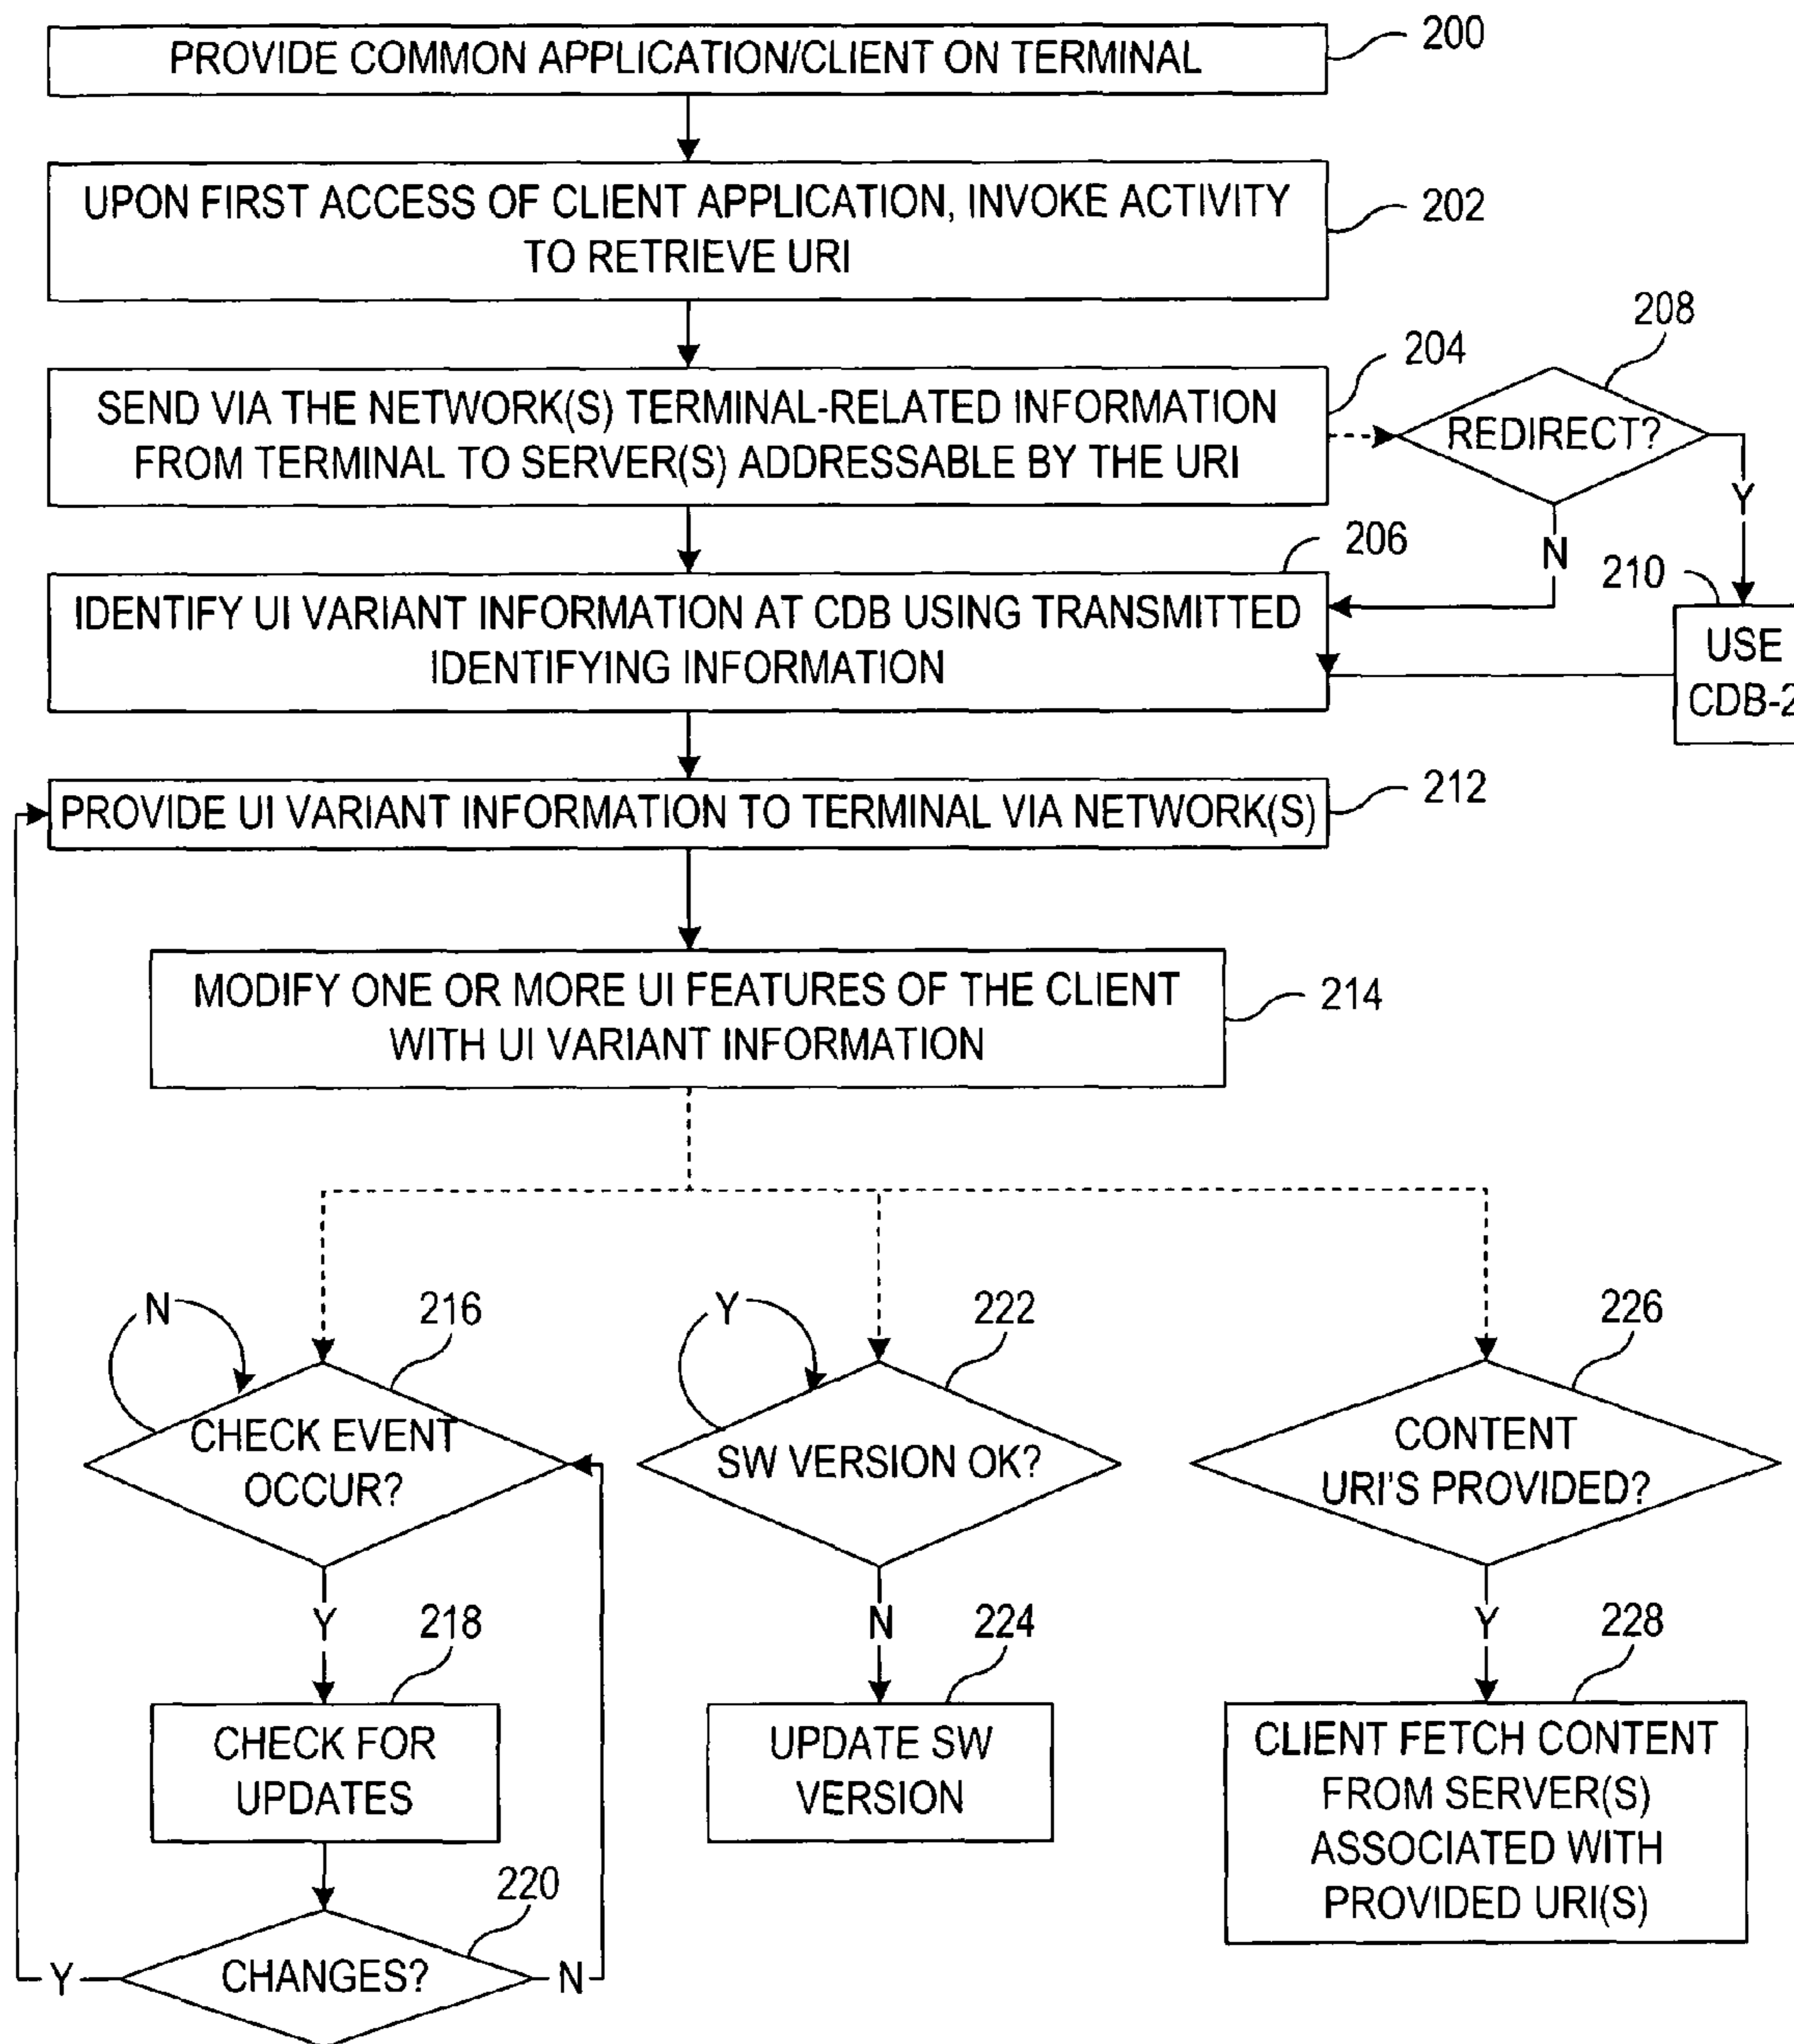 PROVIDE COMMON APPLICATION/CLIENT ON TERMINAL
200
UPON FIRST ACCESS OF CLIENT APPLICATION, INVOKE ACTIVITY
TO RETRIEVE URI
202
SEND VIA THE NETWORK(S) TERMINAL-RELATED INFORMATION
FROM TERMINAL TO SERVER(S) ADDRESSABLE BY THE URI
204
REDIRECT?
208
Y
N
IDENTIFY UI VARIANT INFORMATION AT CDB USING TRANSMITTED
IDENTIFYING INFORMATION
206
210
USE
CDB-2
PROVIDE UI VARIANT INFORMATION TO TERMINAL VIA NETWORK(S)
212
MODIFY ONE OR MORE UI FEATURES OF THE CLIENT
WITH UI VARIANT INFORMATION
214
N
216
CHECK EVENT
OCCUR?
Y
218
CHECK FOR
UPDATES
220
CHANGES?
Y
N
Y
222
SW VERSION OK?
N
224
UPDATE SW
VERSION
226
CONTENT
URI'S PROVIDED?
Y
228
CLIENT FETCH CONTENT
FROM SERVER(S)
ASSOCIATED WITH
PROVIDED URI(S)